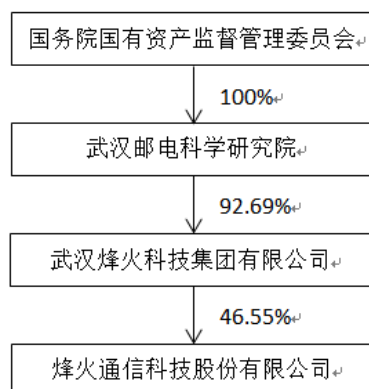 国务院国有资产监督管理委员会
100%
武汉邮电科学研究院
92.69%
武汉烽火科技集团有限公司
46.55%
烽火通信科技股份有限公司